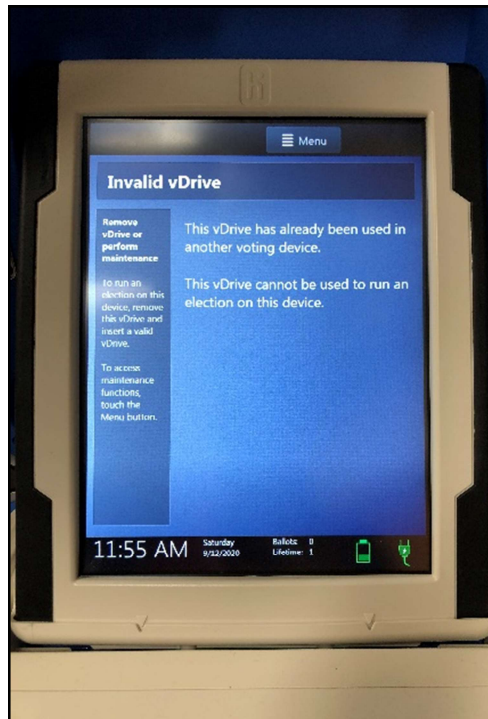 H
Menu
Invalid vDrive
Remove
vDrive or
perform
maintenance
To run an
election on this
device, remove
this vDrive and
insert a valid
vDrive.
To access
maintenance
functions,
touch the
Menu button.
This vDrive has already been used in
another voting device.
This vDrive cannot be used to run an
election on this device.
11:55 AM
Saturday
9/12/2020
Ballots: 0
Lifetime: 1